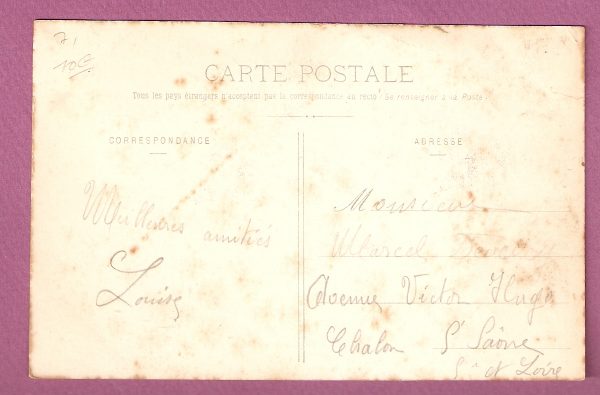 71
10€
CARTE POSTALE
Tous les pays étrangers n'acceptent pas la correspondance au recto (Se renseigner à la Poste)
CORRESPONDANCE
ADRESSE
Meilleures amitiés
Louise
Monsieur
Marcel
Avenue Victor Hugo
Chalon s/ Saône
S. et Loire